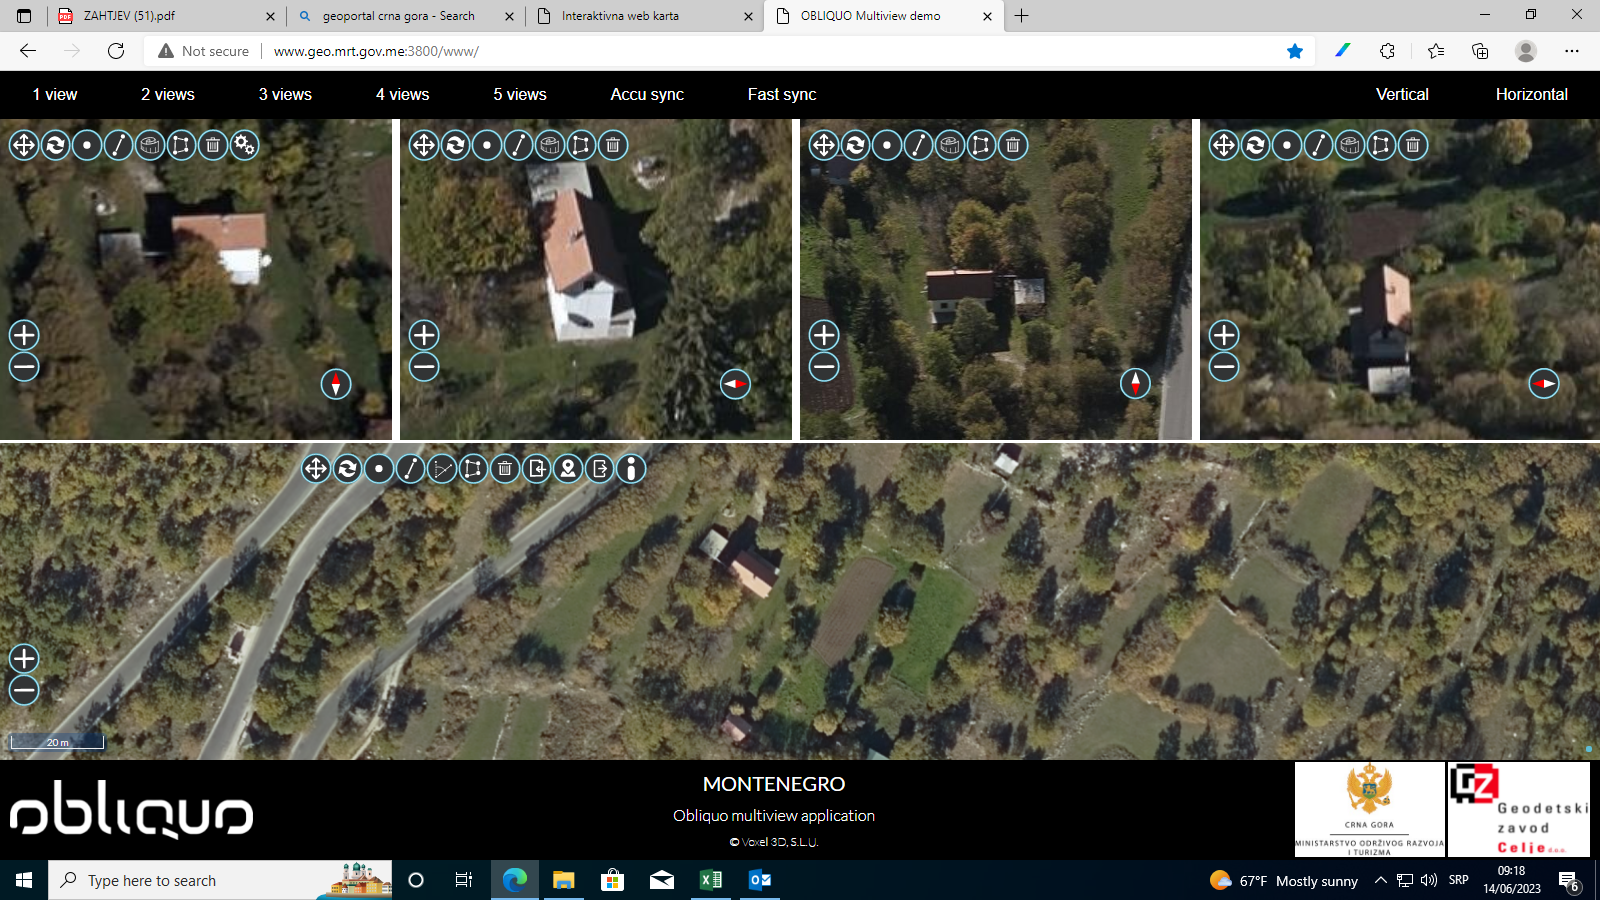 ZAHTJEV (51).pdf
geoportal crna gora - Search
Interaktivna web karta
OBLIQUO Multiview demo
Not secure
www.geo.mrt.gov.me:3800/www/
1 view
2 views
3 views
4 views
5 views
Accu sync
Fast sync
Vertical
Horizontal
20 m
obliquo
MONTENEGRO
Obliquo multiview application
© Voxel 3D, S.L.U.
CRNA GORA
MINISTARSTVO ODRŽIVOG RAZVOJA
I TURIZMA
GZ
Geodetski
zavod
Celje d.o.o.
Type here to search
67°F Mostly sunny
SRP
09:18
14/06/2023
6